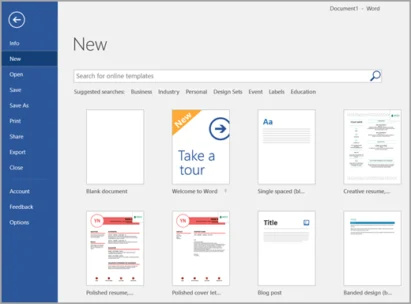 Document1 - Word
Info
New
Open
Save
Save As
Print
Share
Export
Close
Account
Feedback
Options
New
Search for online templates
Suggested searches: Business Industry Personal Design Sets Event Labels Education
New
Take a
tour
Aa
Blank document
Welcome to Word
Single spaced (bl...
Creative resume,...
YN
YN
Title
Polished resume,...
Polished cover let...
Blog post
Banded design (b...